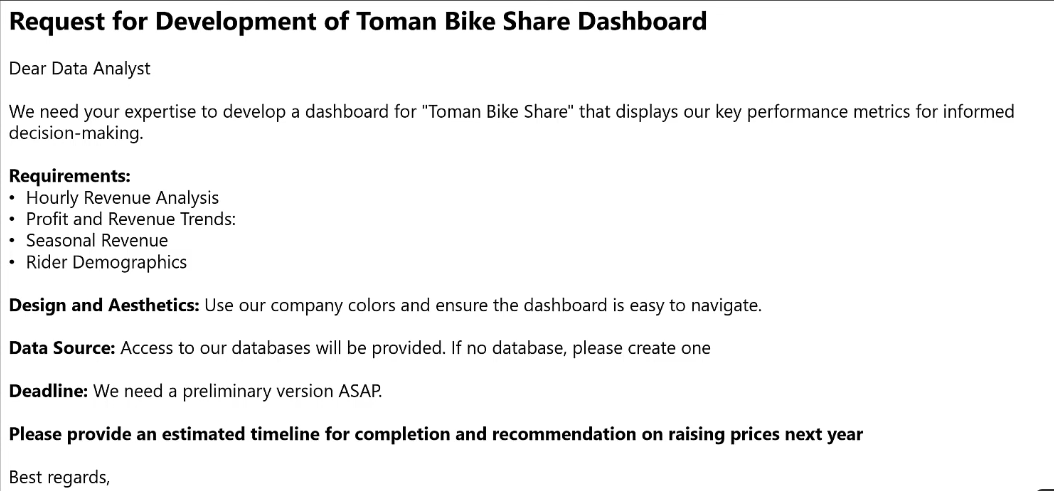 Request for Development of Toman Bike Share Dashboard
Dear Data Analyst
We need your expertise to develop a dashboard for "Toman Bike Share" that displays our key performance metrics for informed
decision-making.
Requirements:
• Hourly Revenue Analysis
• Profit and Revenue Trends:
• Seasonal Revenue
• Rider Demographics
Design and Aesthetics: Use our company colors and ensure the dashboard is easy to navigate.
Data Source: Access to our databases will be provided. If no database, please create one
Deadline: We need a preliminary version ASAP.
Please provide an estimated timeline for completion and recommendation on raising prices next year
Best regards,